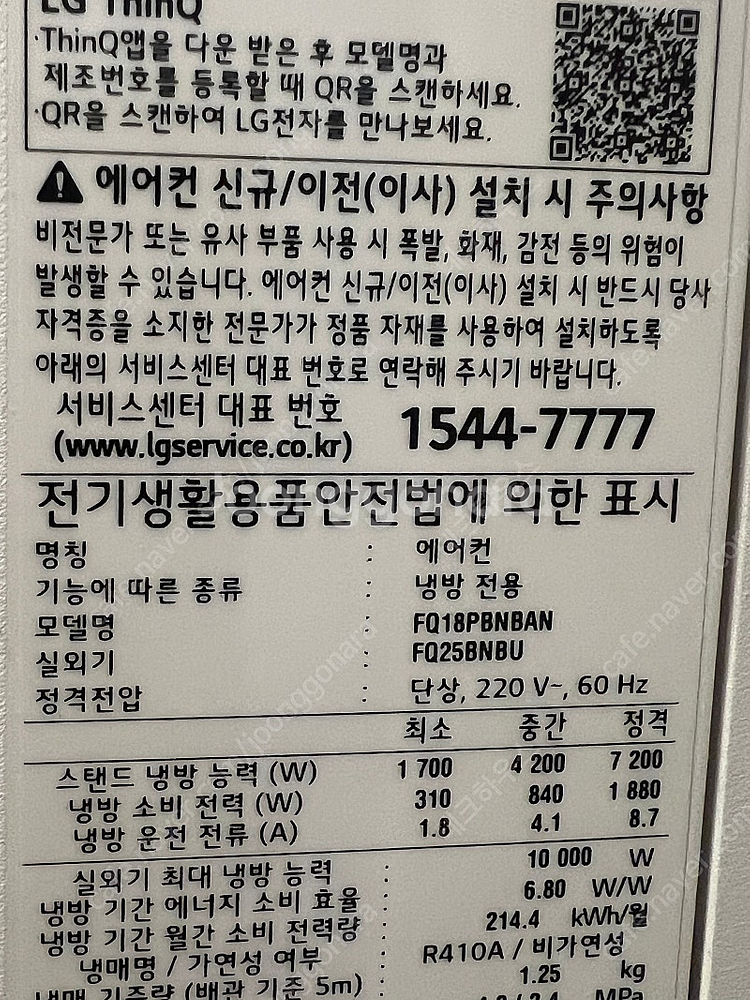 LG ThinQ
·ThinQ앱을 다운 받은 후 모델명과
제조번호를 등록할 때 QR을 스캔하세요.
·QR을 스캔하여 LG전자를 만나보세요.
에어컨 신규/이전(이사) 설치 시 주의사항
비전문가 또는 유사 부품 사용 시 폭발, 화재, 감전 등의 위험이
발생할 수 있습니다. 에어컨 신규/이전(이사) 설치 시 반드시 당사
자격증을 소지한 전문가가 정품 자재를 사용하여 설치하도록
아래의 서비스센터 대표 번호로 연락해 주시기 바랍니다.
서비스센터 대표 번호 1544-7777
(www.lgservice.co.kr)
전기생활용품안전법에 의한 표시
명칭 : 에어컨
기능에 따른 종류 : 냉방 전용
모델명 : FQ18PBNBAN
실외기 : FQ25BNBU
정격전압 : 단상, 220 V~, 60 Hz
최소 중간 정격
스탠드 냉방 능력 (W) 1 700 4 200 7 200
냉방 소비 전력 (W) 310 840 1 880
냉방 운전 전류 (A) 1.8 4.1 8.7
실외기 최대 냉방 능력 : 10 000 W
냉방 기간 에너지 소비 효율 : 6.80 W/W
냉방 기간 월간 소비 전력량 : 214.4 kWh/월
냉매명 / 가연성 여부 : R410A / 비가연성
냉매 기준량 (배관 기준 5m) : 1.25 kg
MPa